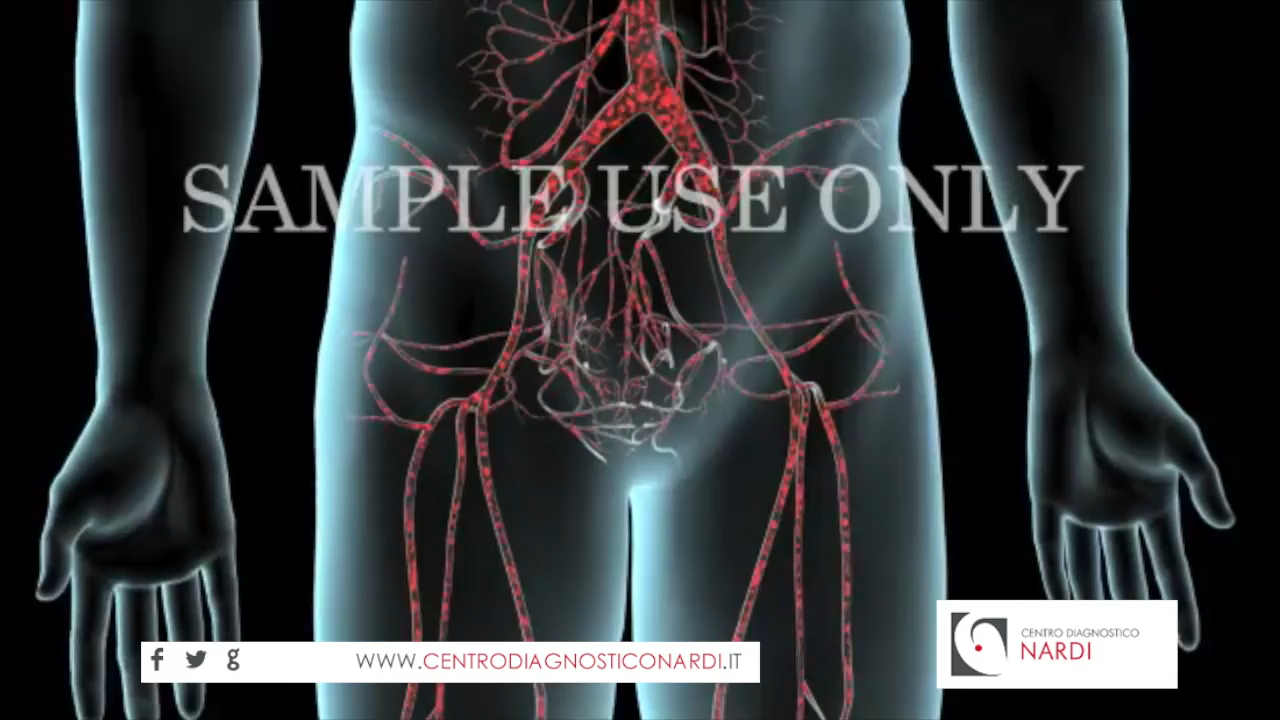 SAMPLE USE ONLY
CENTRO DIAGNOSTICO
NARDI
WWW.CENTRODIAGNOSTICONARDI.IT